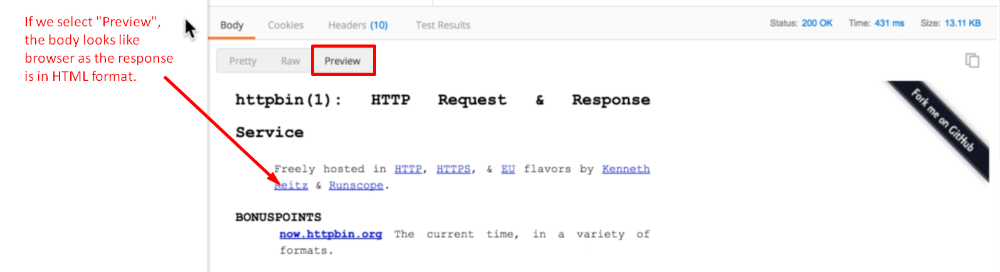 If we select "Preview",
the body looks like
browser as the response
is in HTML format.
Body Cookies Headers (10) Test Results Status: 200 OK Time: 431 ms Size: 13.11 KB
Pretty Raw Preview
httpbin(1): HTTP Request & Response
Service
Fork me on GitHub
Freely hosted in HTTP, HTTPS, & EU flavors by Kenneth
Reitz & Runscope.
BONUSPOINTS
now.httpbin.org The current time, in a variety of
formats.